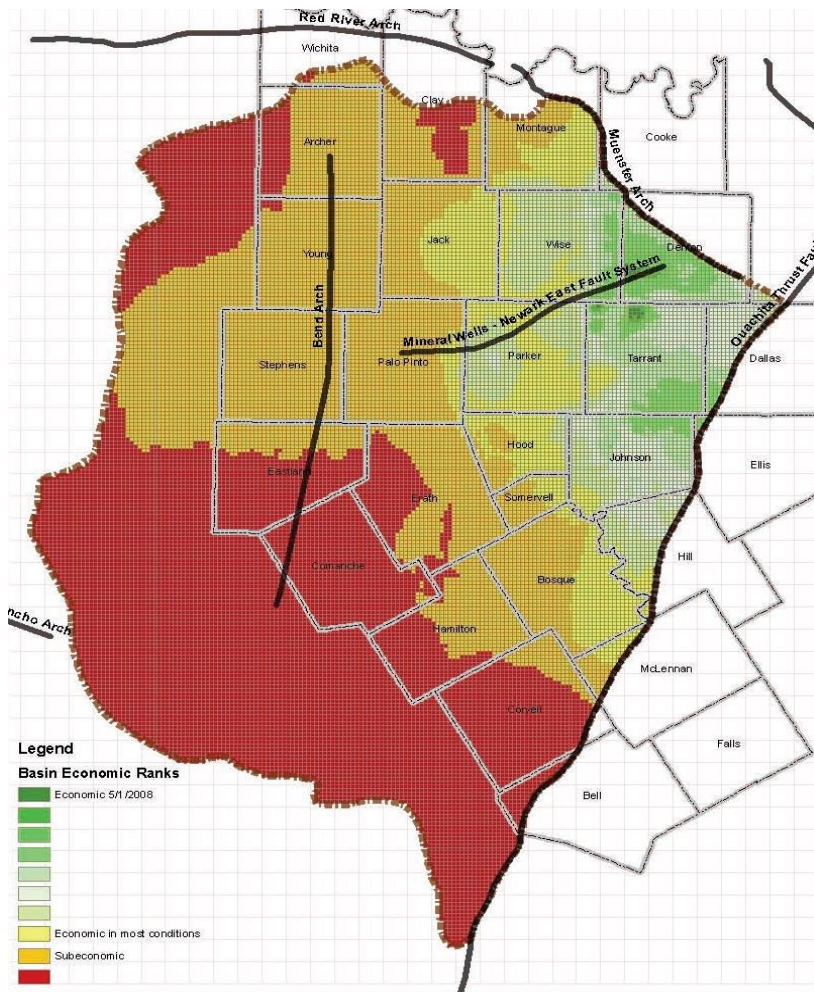 Red River Arch
Wichita
Clay
Montague
Cooke
Archer
Muenster Arch
Jack
Wise
Denton
Young
Bend Arch
Mineral Wells - Newark East Fault System
Ouachita Thrust Faul
Stephens
Palo Pinto
Parker
Tarrant
Dallas
Eastland
Hood
Johnson
Ellis
Erath
Somervell
Comanche
Bosque
Hill
ncho Arch
Hamilton
McLennan
Coryell
Falls
Bell
Legend
Basin Economic Ranks
Economic 5/1/2008
Economic in most conditions
Subeconomic